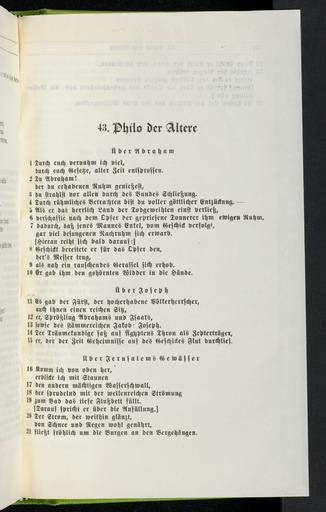 43. Philo der Ältere
Über Abraham
1 Durch euch vernahm ich viel,
durch euch Gesetze, alter Zeit entsprossen.
2 Du Abraham!
der du erhabenen Ruhm genießest,
3 du strahlst vor allen durch des Bundes Schließung.
4 Durch rühmliches Betrachten bist du voller göttlicher Entzückung. —
5 Als er das herrlich Land der Todgeweihten einst verließ,
6 verschaffte nach dem Opfer der gepriesene Donnerer ihm ewigen Ruhm,
7 dadurch, daß jenes Mannes Enkel, vom Geschick verfolgt,
gar viel besungenen Nachruhm sich erwarb.
[Hieran reiht sich bald darauf:]
8 Geschickt bereitete er für das Opfer den,
der's Messer trug,
9 als nah ein rauschendes Gerassel sich erhob.
10 Er gab ihm den gehörnten Widder in die Hände.
Über Joseph
11 Es gab der Fürst, der hocherhabene Völkerherrscher,
auch ihnen einen reichen Sitz,
12 er, Sprößling Abrahams und Isaaks,
13 sowie des stämmereichen Jakob: Joseph.
14 Der Träumekundige saß auf Ägyptens Thron als Zepterträger,
15 er, der der Zeit Geheimnisse auf des Geschickes Flut durchlief.
Über Jerusalems Gewässer
16 Komm ich von oben her,
erblick ich mit Staunen
17 den andern mächtigen Wasserschwall,
18 der sprudelnd mit der wellenreichen Strömung
19 zum Bad das tiefe Flußbett füllt.
[Darauf spricht er über die Anfüllung.]
20 Der Strom, der weithin glänzt,
von Schnee und Regen wohl genährt,
21 fließt fröhlich um die Burgen an den Bergehängen.